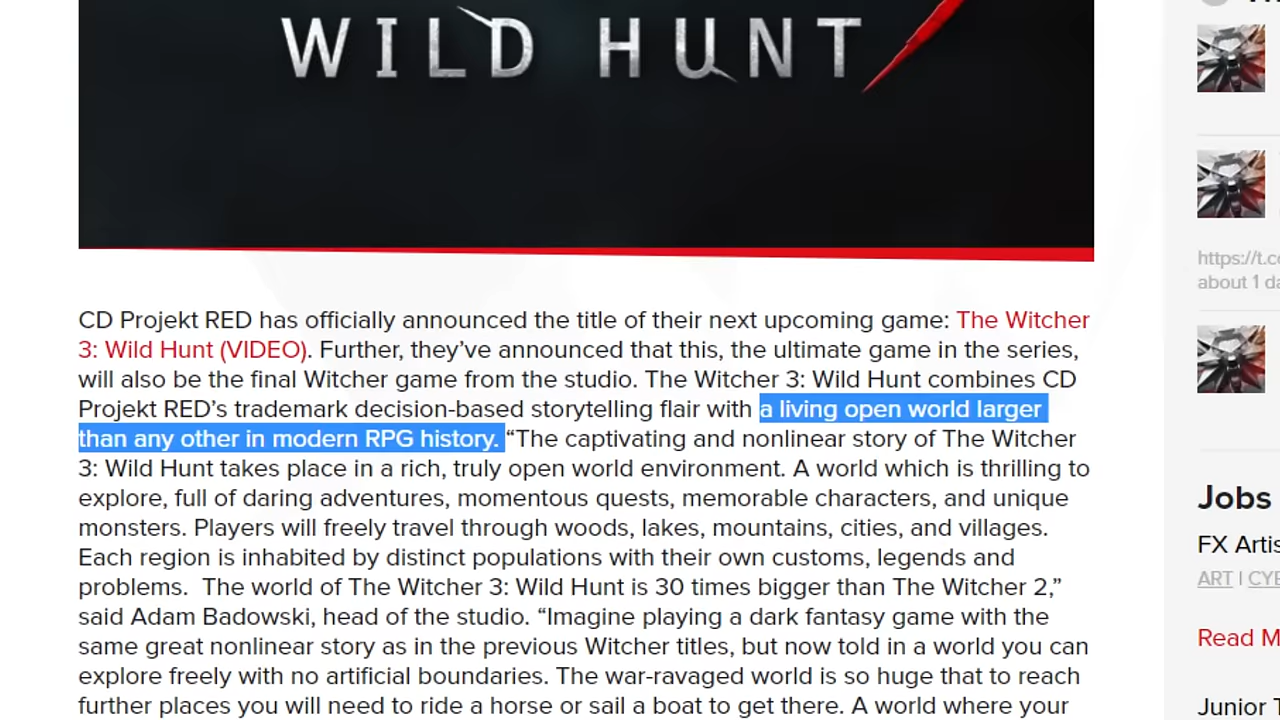 WILD HUNT
CD Projekt RED has officially announced the title of their next upcoming game: The Witcher
3: Wild Hunt (VIDEO). Further, they’ve announced that this, the ultimate game in the series,
will also be the final Witcher game from the studio. The Witcher 3: Wild Hunt combines CD
Projekt RED’s trademark decision-based storytelling flair with a living open world larger
than any other in modern RPG history. “The captivating and nonlinear story of The Witcher
3: Wild Hunt takes place in a rich, truly open world environment. A world which is thrilling to
explore, full of daring adventures, momentous quests, memorable characters, and unique
monsters. Players will freely travel through woods, lakes, mountains, cities, and villages.
Each region is inhabited by distinct populations with their own customs, legends and
problems.  The world of The Witcher 3: Wild Hunt is 30 times bigger than The Witcher 2,”
said Adam Badowski, head of the studio. “Imagine playing a dark fantasy game with the
same great nonlinear story as in the previous Witcher titles, but now told in a world you can
explore freely with no artificial boundaries. The war-ravaged world is so huge that to reach
further places you will need to ride a horse or sail a boat to get there. A world where your
https://t.c
about 1 da
Jobs
FX Artis
ART | CYE
Read M
Junior T